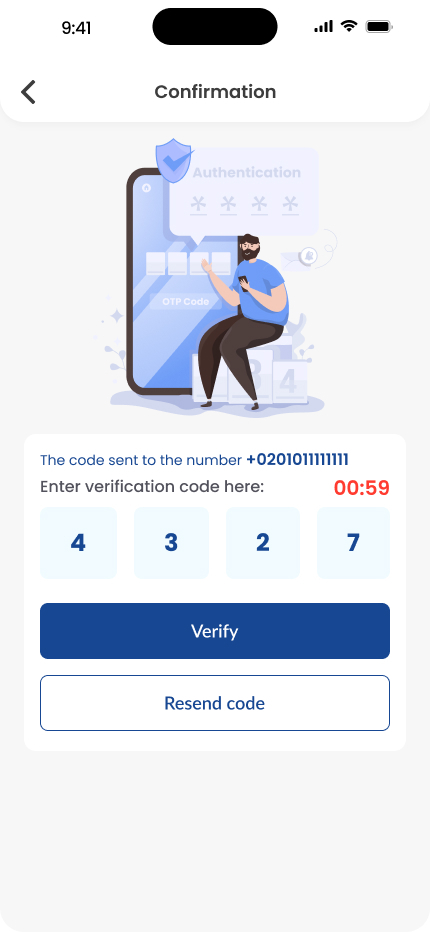 9:41
Confirmation
Authentication
* * * *
OTP Code
3
4
The code sent to the number +0201011111111
Enter verification code here:
00:59
4 3 2 7
Verify
Resend code